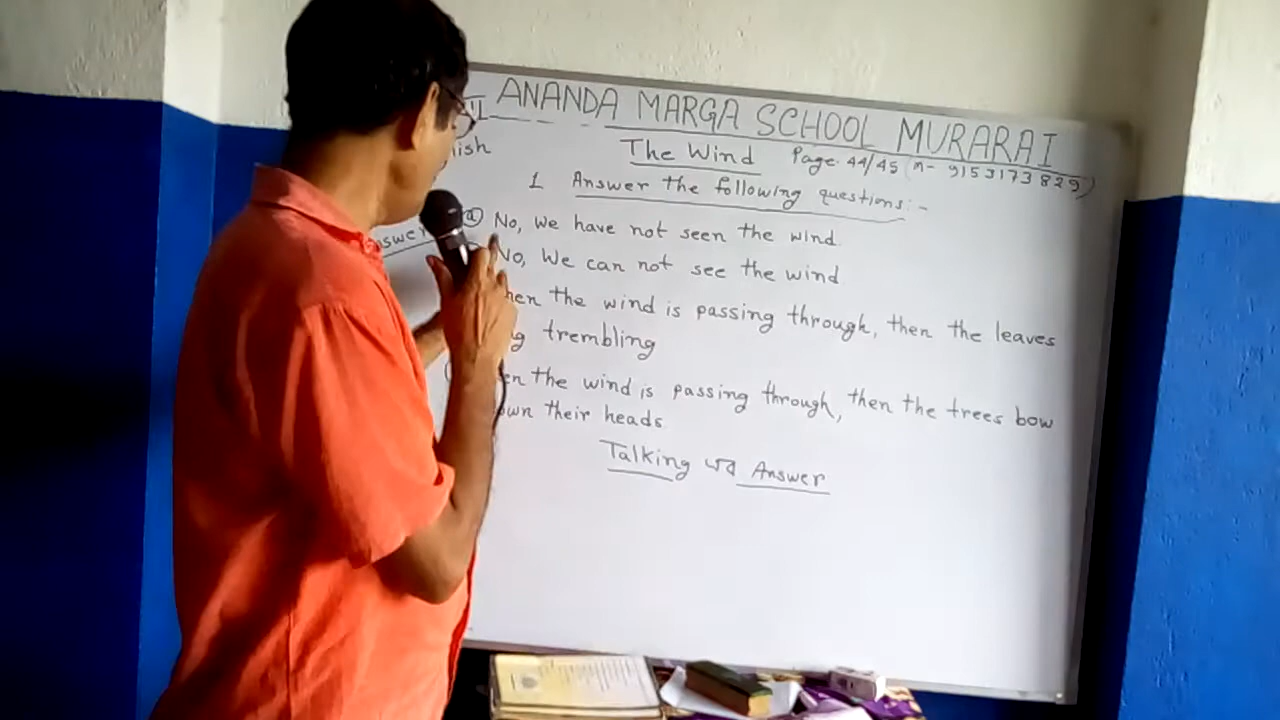 ANANDA MARGA SCHOOL MURARAI
The Wind Page. 44/45 (m- 9153173829)
1 Answer the following questions:-
(a) No, we have not seen the wind.
No, We can not see the wind
the wind is passing through, then the leaves
trembling
the wind is passing through, then the trees bow
their heads
Talking এর Answer